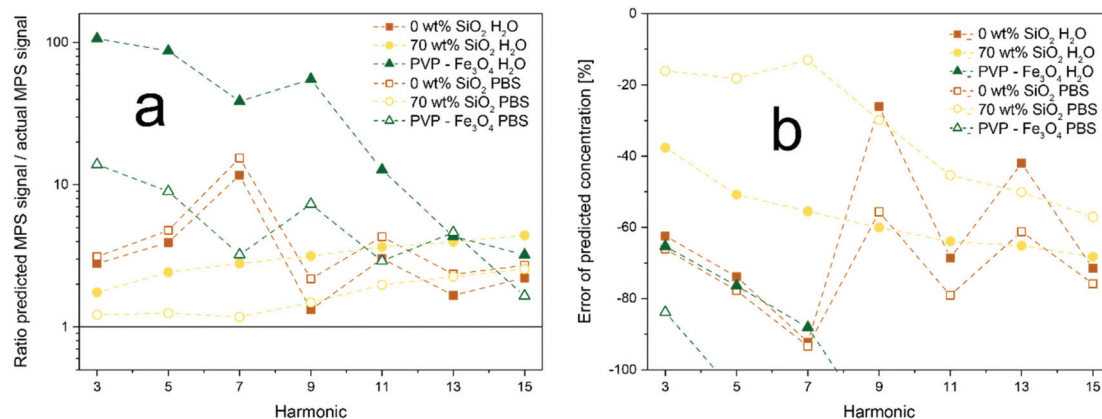 a
Ratio predicted MPS signal / actual MPS signal
100
10
1
3 5 7 9 11 13 15
Harmonic
0 wt% SiO₂ H₂O
70 wt% SiO₂ H₂O
PVP - Fe₃O₄ H₂O
0 wt% SiO₂ PBS
70 wt% SiO₂ PBS
PVP - Fe₃O₄ PBS
b
Error of predicted concentration [%]
0
-20
-40
-60
-80
-100
3 5 7 9 11 13 15
Harmonic
0 wt% SiO₂ H₂O
70 wt% SiO₂ H₂O
PVP - Fe₃O₄ H₂O
0 wt% SiO₂ PBS
70 wt% SiO₂ PBS
PVP - Fe₃O₄ PBS